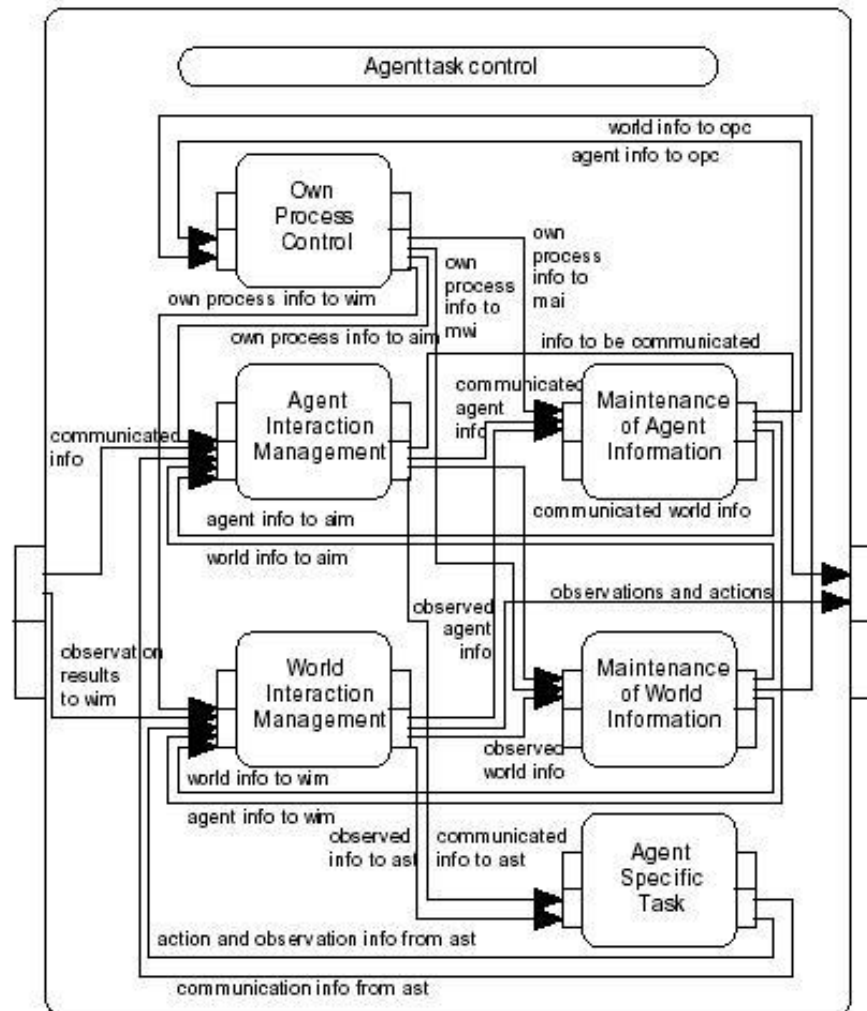 Agent task control
world info to opc
agent info to opc
Own
Process
Control
own
process
info to
mai
own
process
info to
mwi
own process info to wim
own process info to aim
info to be communicated
communicated
info
Agent
Interaction
Management
communicated
agent
info
Maintenance
of Agent
Information
agent info to aim
communicated world info
world info to aim
observed
agent
info
observations and actions
observation
results
to wim
World
Interaction
Management
Maintenance
of World
Information
observed
world info
world info to wim
agent info to wim
observed
info to ast
communicated
info to ast
Agent
Specific
Task
action and observation info from ast
communication info from ast